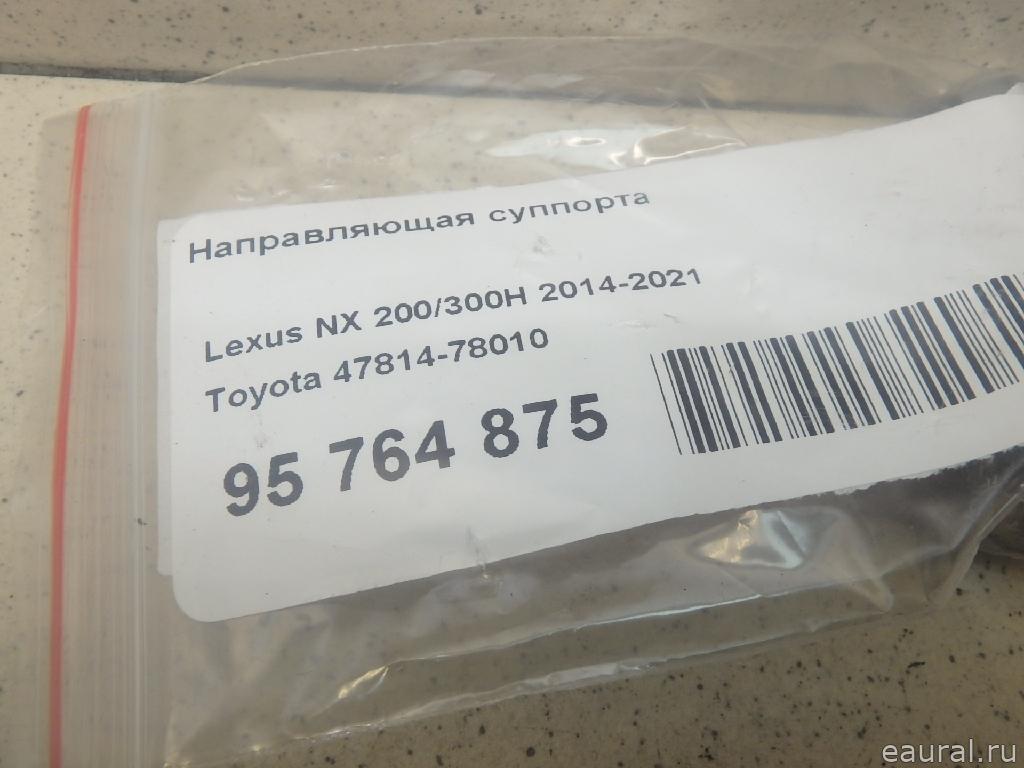 Направляющая суппорта
Lexus NX 200/300H 2014-2021
Toyota 47814-78010
95 764 875
eaural.ru